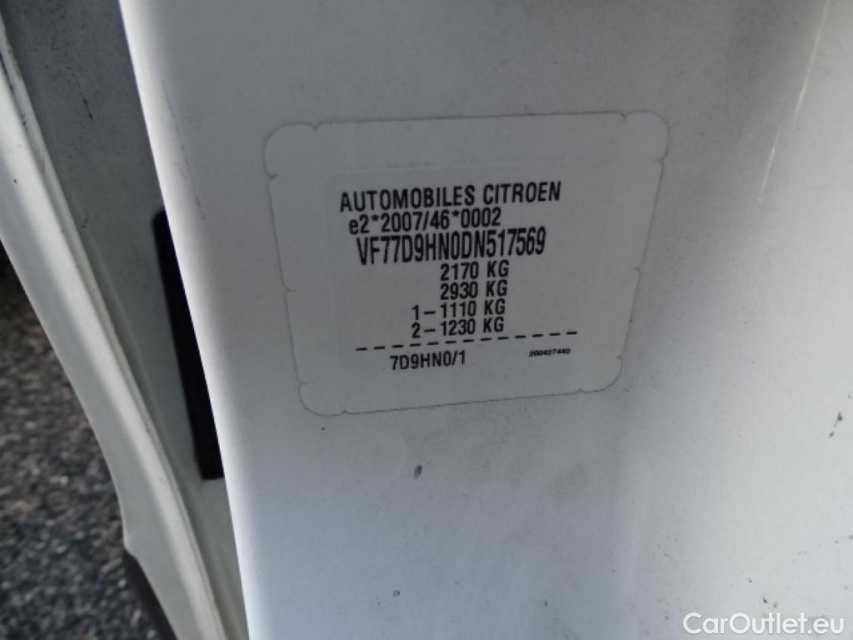 AUTOMOBILES CITROEN
e2*2007/46*0002
VF77D9HN0DN517569
2170 KG
2930 KG
1-1110 KG
2-1230 KG
7D9HN0/1
CarOutlet.eu